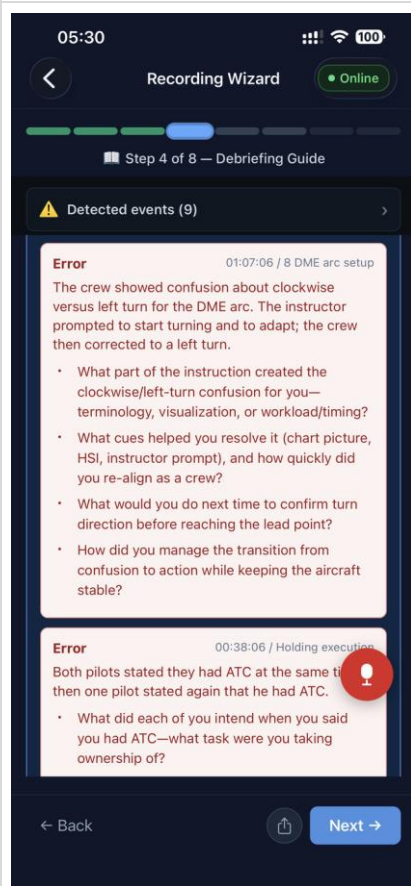 05:30
100
Recording Wizard
Online
Step 4 of 8 — Debriefing Guide
Detected events (9)
Error
01:07:06 / 8 DME arc setup
The crew showed confusion about clockwise
versus left turn for the DME arc. The instructor
prompted to start turning and to adapt; the crew
then corrected to a left turn.
• What part of the instruction created the
clockwise/left-turn confusion for you—
terminology, visualization, or workload/timing?
• What cues helped you resolve it (chart picture,
HSI, instructor prompt), and how quickly did
you re-align as a crew?
• What would you do next time to confirm turn
direction before reaching the lead point?
• How did you manage the transition from
confusion to action while keeping the aircraft
stable?
Error
00:38:06 / Holding execution
Both pilots stated they had ATC at the same
then one pilot stated again that he had ATC.
• What did each of you intend when you said
you had ATC—what task were you taking
ownership of?
← Back
Next →